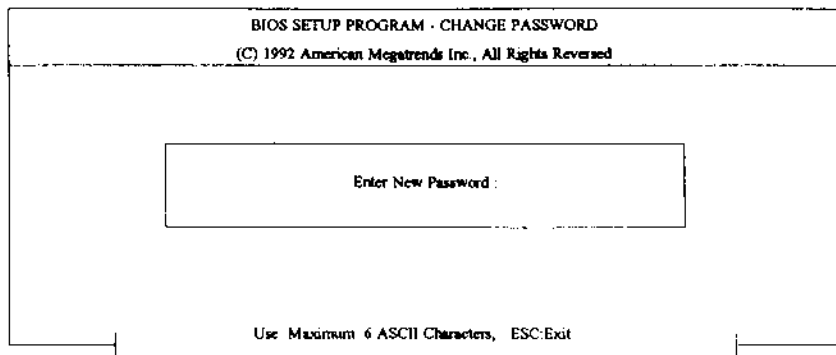 BIOS SETUP PROGRAM - CHANGE PASSWORD
(C) 1992 American Megatrends Inc., All Rights Reversed
Enter New Password :
Use Maximum 6 ASCII Characters, ESC:Exit